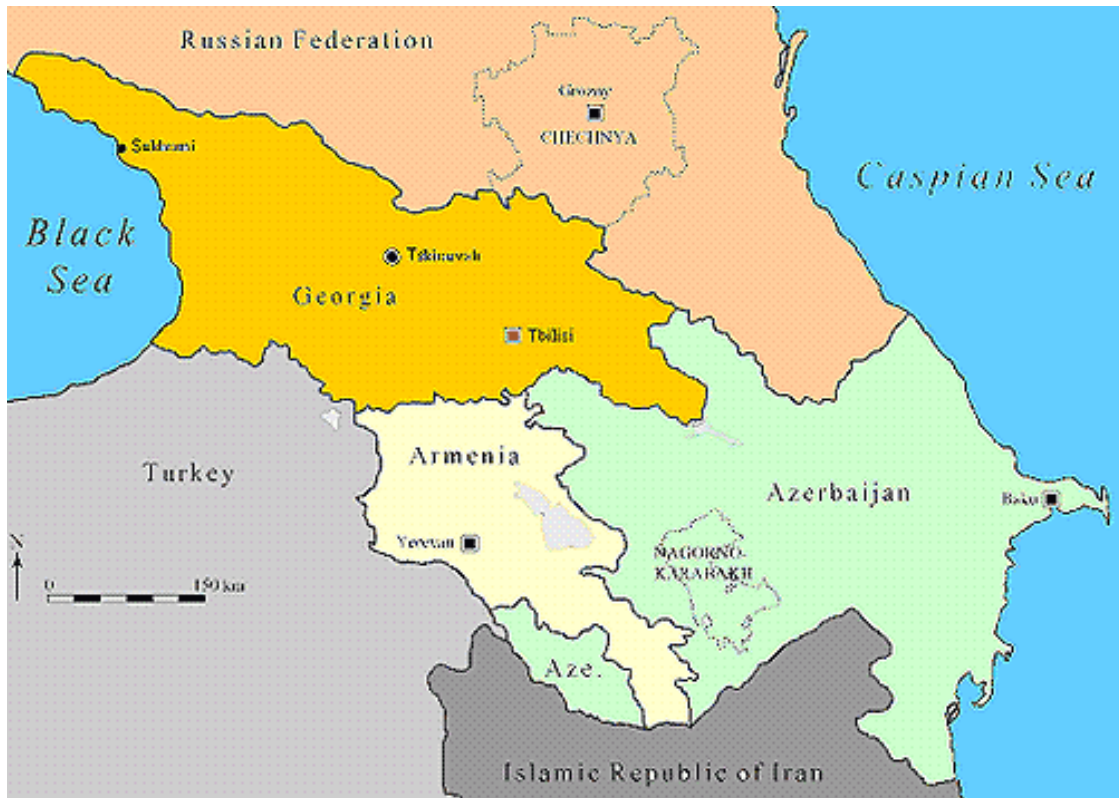 Russian Federation
Grozny
CHECHNYA
Sukhumi
Caspian Sea
Black
Sea
Tskinvah
Georgia
Tbilisi
Armenia
Turkey
Azerbaijan
Baku
Yerevan
NAGORNO-
KARABAKH
N
0 150 km
Aze.
Islamic Republic of Iran